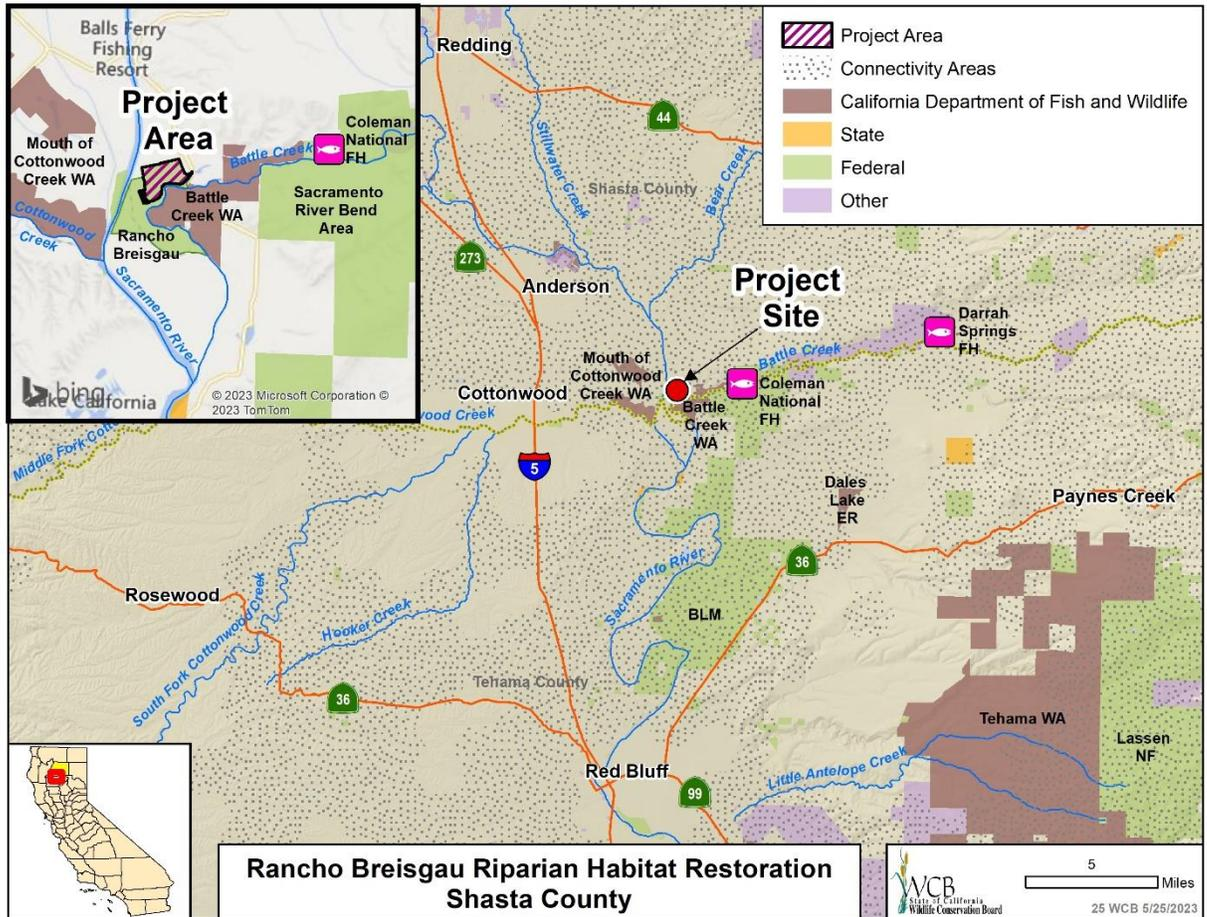 Balls Ferry
Fishing
Resort
Project
Area
Mouth of
Cottonwood
Creek WA
Battle Creek
Coleman
National
FH
Cottonwood
Creek
Battle
Creek WA
Sacramento
River Bend
Area
Rancho
Breisgau
Sacramento River
bing
Lake California
© 2023 Microsoft Corporation ©
2023 TomTom
Project Area
Connectivity Areas
California Department of Fish and Wildlife
State
Federal
Other
Redding
44
Stillwater Creek
Bear Creek
Shasta County
273
Anderson
Project
Site
Darrah
Springs
FH
Battle Creek
Mouth of
Cottonwood
Creek WA
Coleman
National
FH
Cottonwood
Battle
Creek
WA
wood Creek
Middle Fork Cotto
5
Dales
Lake
ER
Paynes Creek
36
Sacramento River
BLM
Rosewood
South Fork Cottonwood Creek
Hooker Creek
36
Tehama County
Tehama WA
Lassen
NF
Red Bluff
99
Little Antelope Creek
Rancho Breisgau Riparian Habitat Restoration
Shasta County
WCB
State of California
Wildlife Conservation Board
5
Miles
25 WCB 5/25/2023